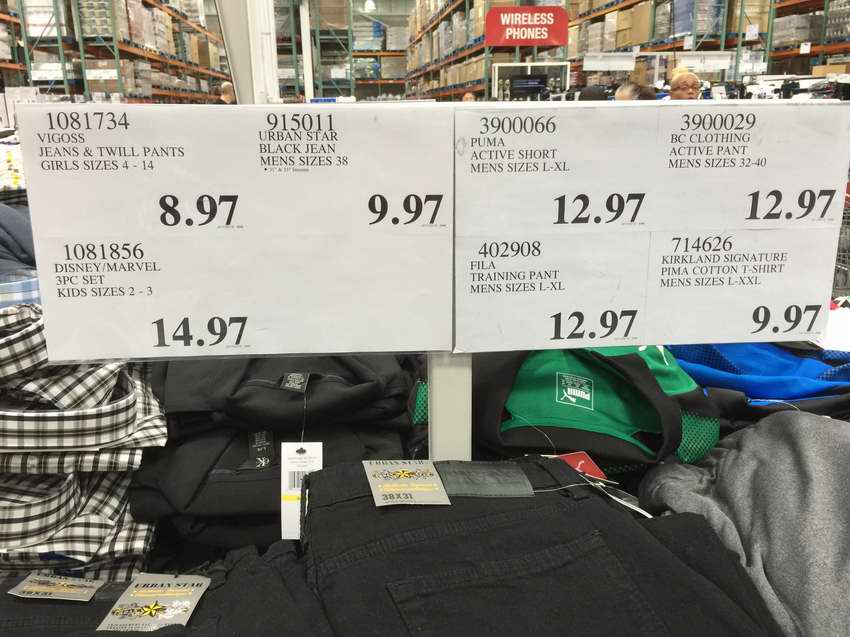 WIRELESS
PHONES
1081734
VIGOSS
JEANS & TWILL PANTS
GIRLS SIZES 4 - 14
8.97
915011
URBAN STAR
BLACK JEAN
MENS SIZES 38
9.97
1081856
DISNEY/MARVEL
3PC SET
KIDS SIZES 2 - 3
14.97
3900066
PUMA
ACTIVE SHORT
MENS SIZES L-XL
12.97
3900029
BC CLOTHING
ACTIVE PANT
MENS SIZES 32-40
12.97
402908
FILA
TRAINING PANT
MENS SIZES L-XL
12.97
714626
KIRKLAND SIGNATURE
PIMA COTTON T-SHIRT
MENS SIZES L-XXL
9.97
PUMA
URBAN STAR
38X31
URBAN STAR
38X31